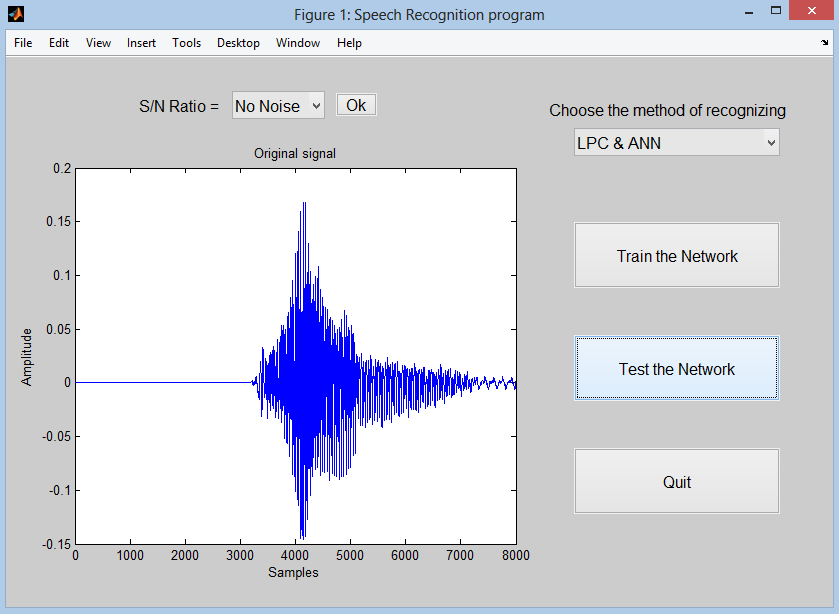 Figure 1: Speech Recognition program
File Edit View Insert Tools Desktop Window Help
S/N Ratio = No Noise Ok
Choose the method of recognizing
LPC & ANN
Original signal
0.2
0.15
0.1
0.05
0
-0.05
-0.1
-0.15
Amplitude
0 1000 2000 3000 4000 5000 6000 7000 8000
Samples
Train the Network
Test the Network
Quit